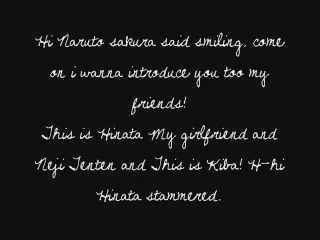 Hi Naruto sakura said smiling, come
on i wanna introduce you too my
friends!
This is Hinata My girlfriend and
Neji Tenten and This is Kiba! H-hi
Hinata stammered.